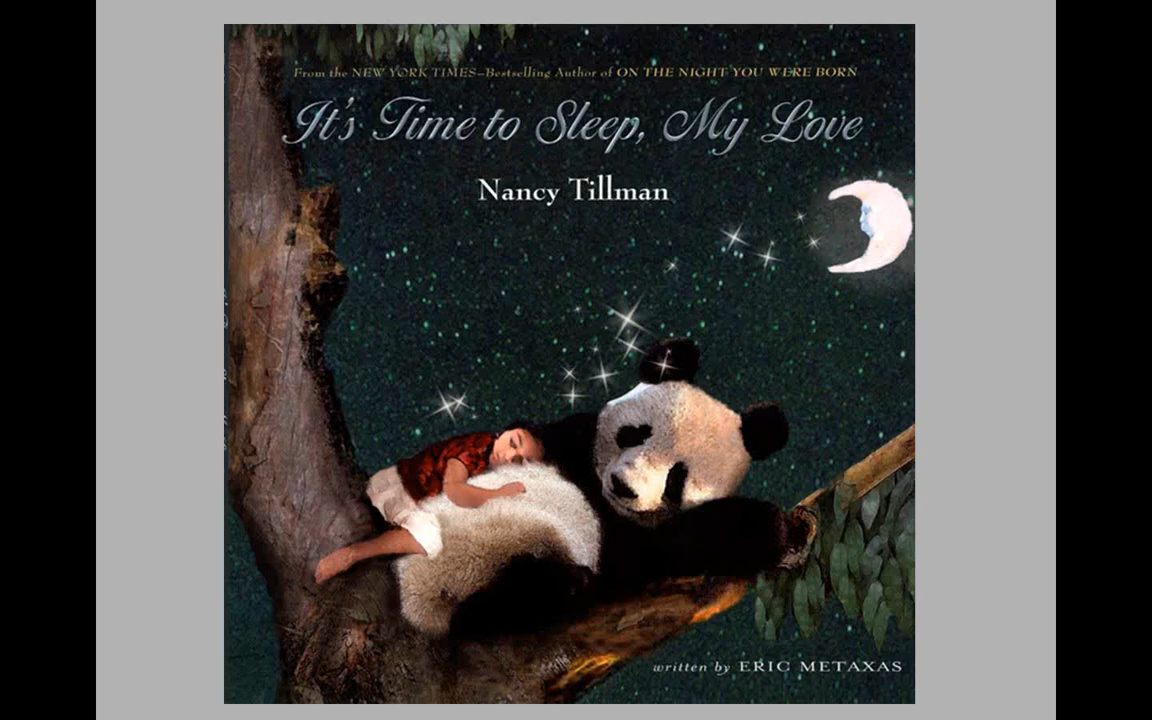 From the NEW YORK TIMES–Bestselling Author of ON THE NIGHT YOU WERE BORN
It's Time to Sleep, My Love
Nancy Tillman
written by ERIC METAXAS